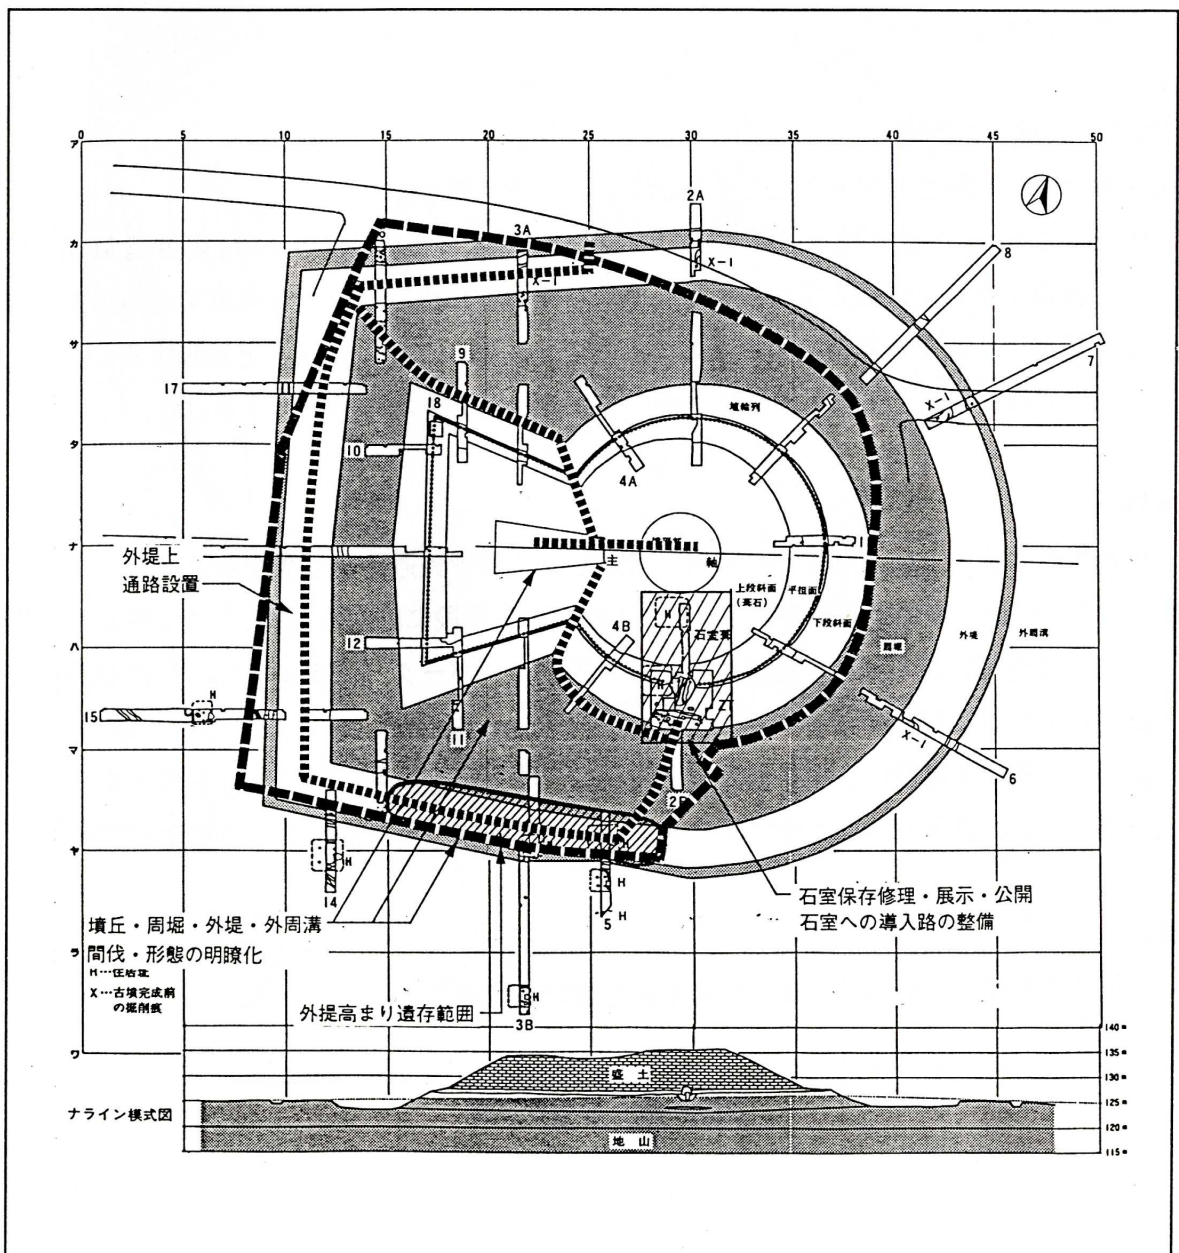 0 5 10 15 20 25 30 35 40 45 50
ア
カ
サ
タ
ナ
ハ
マ
ヤ
ラ
ワ
2A
3A
8
7
X-I
X-I
X-I
9
17
18
10
4A
埴輪列
1
主
軸
上段斜面
(葺石)
平担面
下段斜面
周堀
外堤
外周溝
外堤上
通路設置
12
4B
H
H
15
11
X-I
6
14
H
H
5
H
3B
H
石室保存修理・展示・公開
石室への導入路の整備
墳丘・周堀・外堤・外周溝
間伐・形態の明瞭化
H…住居址
X…古墳完成前
の掘削痕
外提高まり遺存範囲
140m
135m
130m
125m
120m
115m
盛土
ナライン模式図
地山